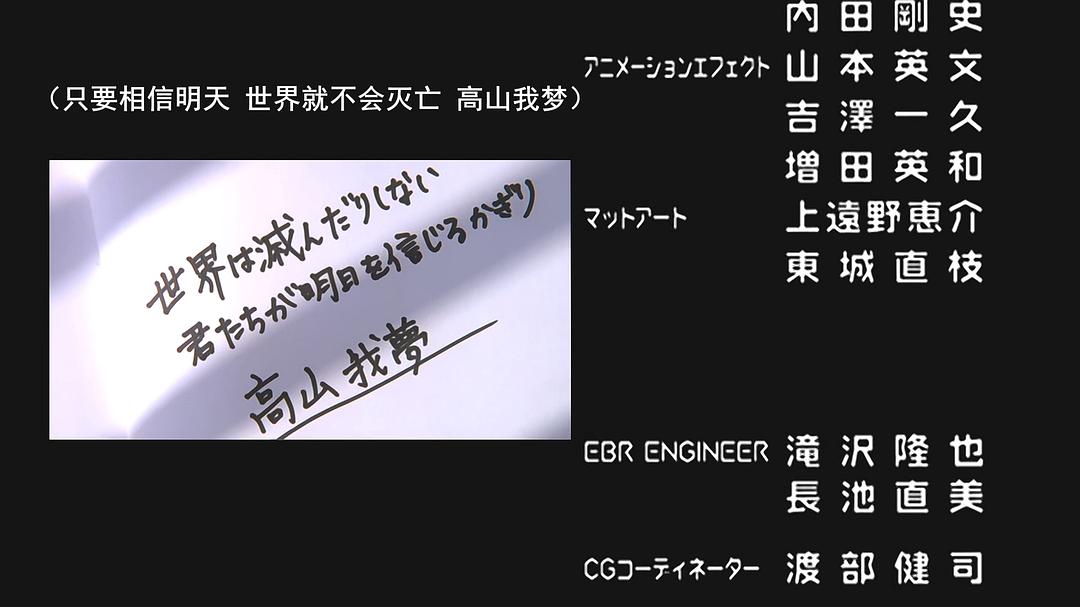 （只要相信明天 世界就不会灭亡 高山我梦）
世界は滅んだりしない
君たちが明日を信じるかぎり
高山我夢
内田剛史
アニメーションエフェクト 山本英文
吉澤一久
増田英和
マットアート 上遠野恵介
東城直枝
EBR ENGINEER 滝沢隆也
長池直美
CGコーディネーター 渡部健司